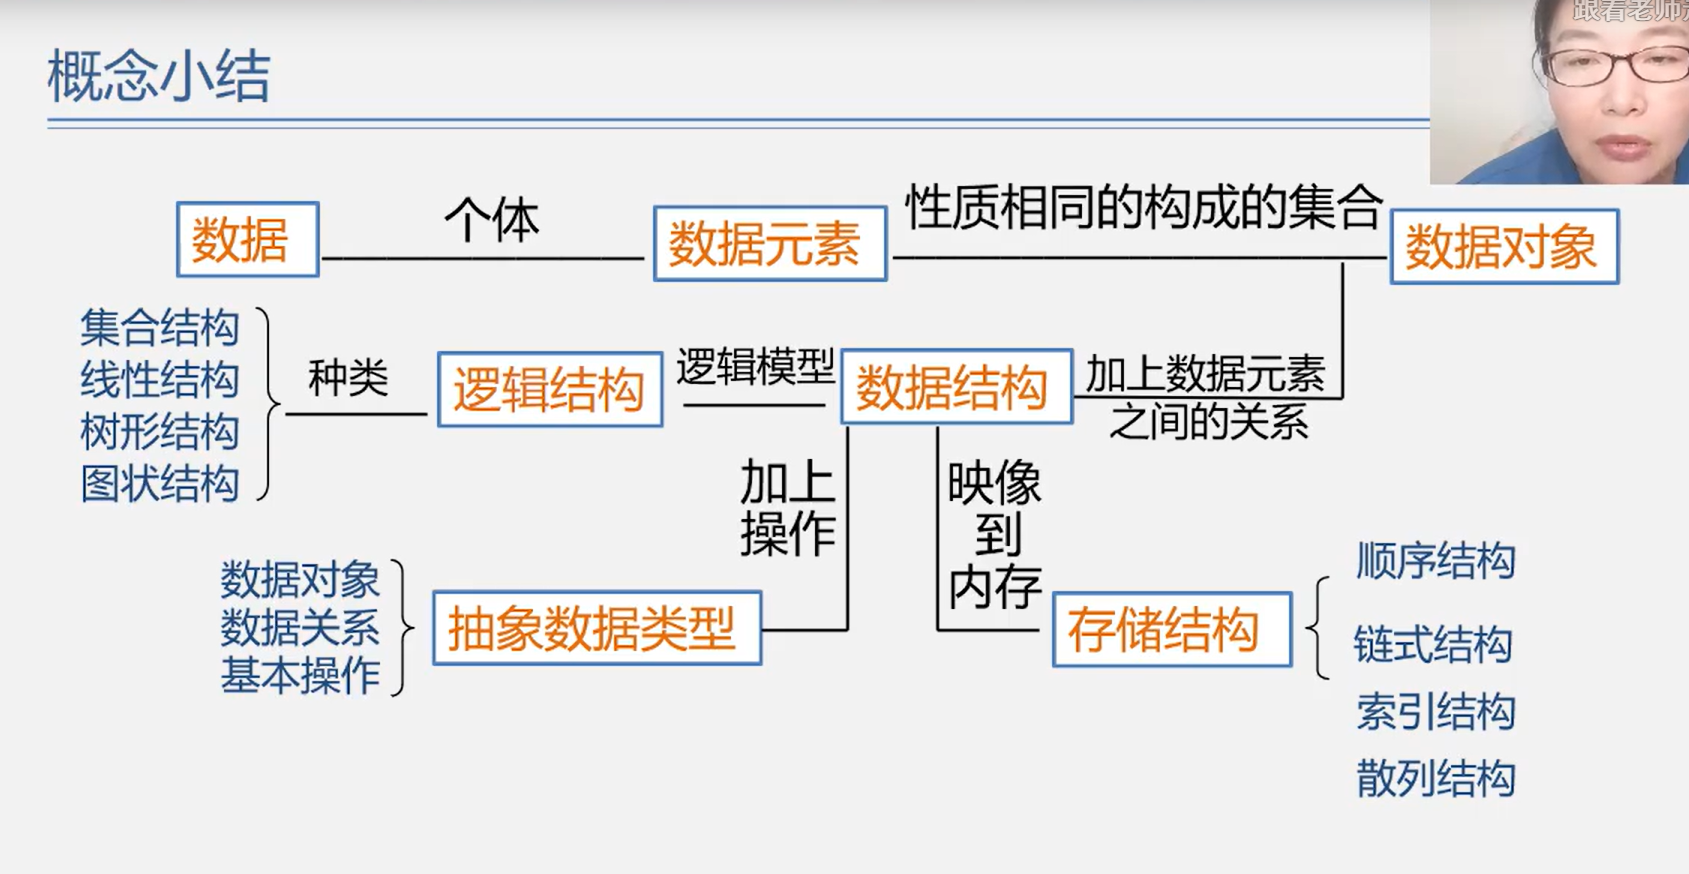 跟着老师
概念小结
数据
个体
数据元素
性质相同的构成的集合
数据对象
集合结构
线性结构
树形结构
图状结构
种类
逻辑结构
逻辑模型
数据结构
加上数据元素
之间的关系
加上
操作
映像
到
内存
数据对象
数据关系
基本操作
抽象数据类型
存储结构
顺序结构
链式结构
索引结构
散列结构